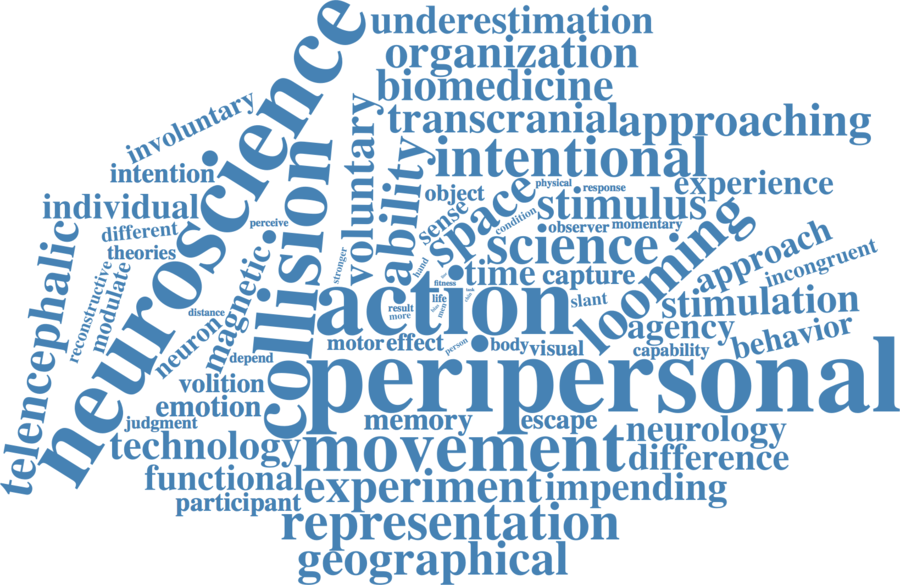 underestimation
organization
biomedicine
transcranial
approaching
involuntary
neuroscience
voluntary
intentional
intention
ability
collision
object
physical
response
experience
individual
different
perceive
sense
space
condition
stimulus
observer
momentary
theories
telencephalic
reconstructive
modulate
magnetic
stronger
hand
science
looming
approach
incongruent
time
capture
fitness
action
life
men
result
more
slant
stimulation
distance
neuron
depend
motor
effect
person
body
visual
agency
capability
behavior
volition
peripersonal
emotion
judgment
memory
escape
technology
movement
neurology
difference
functional
experiment
impending
participant
representation
geographical